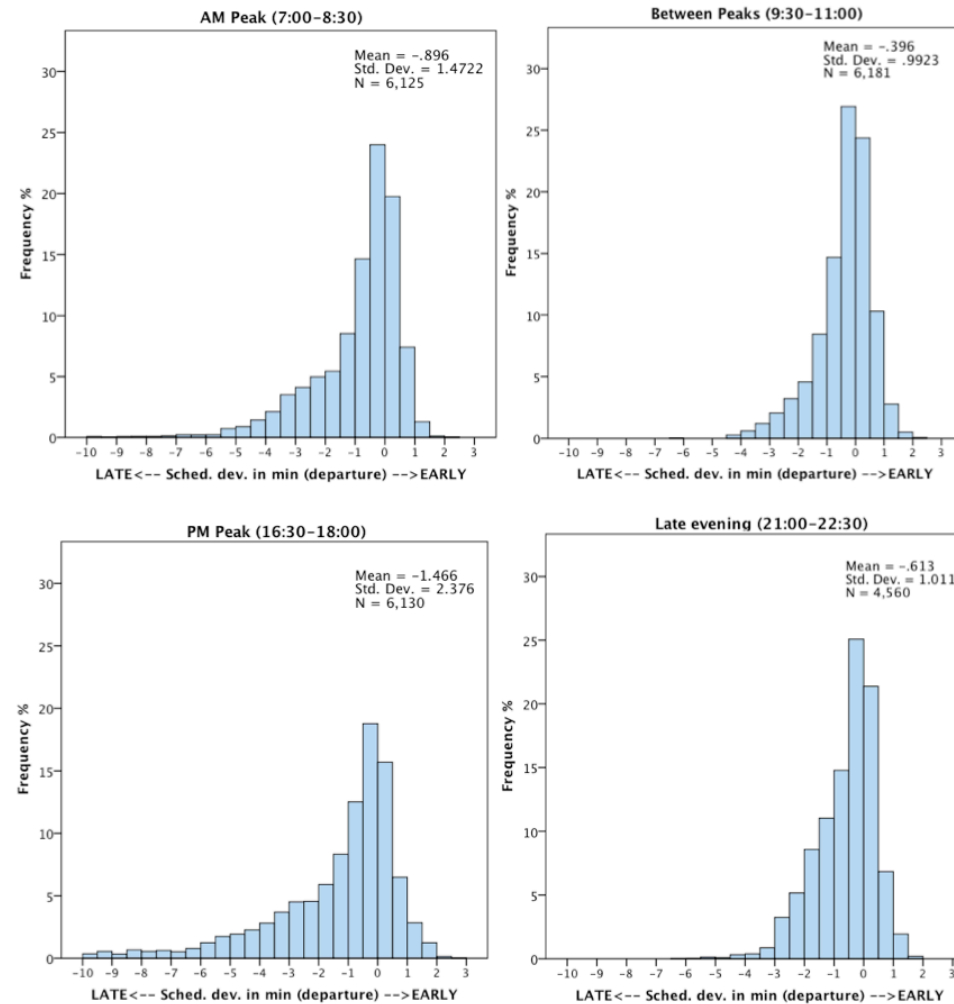 AM Peak (7:00-8:30)
Mean = -.896
Std. Dev. = 1.4722
N = 6,125
30
25
20
15
10
5
0
Frequency %
-10 -9 -8 -7 -6 -5 -4 -3 -2 -1 0 1 2 3
LATE<-- Sched. dev. in min (departure) -->EARLY
Between Peaks (9:30-11:00)
Mean = -.396
Std. Dev. = .9923
N = 6,181
30
25
20
15
10
5
0
Frequency %
-10 -9 -8 -7 -6 -5 -4 -3 -2 -1 0 1 2 3
LATE<-- Sched. dev. in min (departure) -->EARLY
PM Peak (16:30-18:00)
Mean = -1.466
Std. Dev. = 2.376
N = 6,130
30
25
20
15
10
5
0
Frequency %
-10 -9 -8 -7 -6 -5 -4 -3 -2 -1 0 1 2 3
LATE<-- Sched. dev. in min (departure) -->EARLY
Late evening (21:00-22:30)
Mean = -.613
Std. Dev. = 1.011
N = 4,560
30
25
20
15
10
5
0
Frequency %
-10 -9 -8 -7 -6 -5 -4 -3 -2 -1 0 1 2 3
LATE<-- Sched. dev. in min (departure) -->EARLY